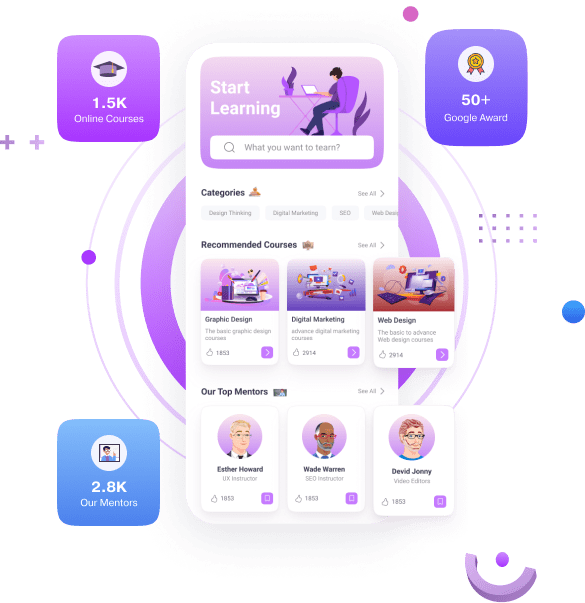 1.5K
Online Courses
50+
Google Award
Start
Learning
What you want to tearn?
Categories
See All
Design Thinking
Digital Marketing
SEO
Web Desi
Recommended Courses
See All
Graphic Design
The basic graphic design
courses
1853
Digital Marketing
advance digital marketing
courses
2914
Web Design
The basic to advance
Web design courses
2914
Our Top Mentors
See All
Esther Howard
UX Instructor
1853
Wade Warren
SEO Instructor
1853
Devid Jonny
Video Editors
1853
2.8K
Our Mentors